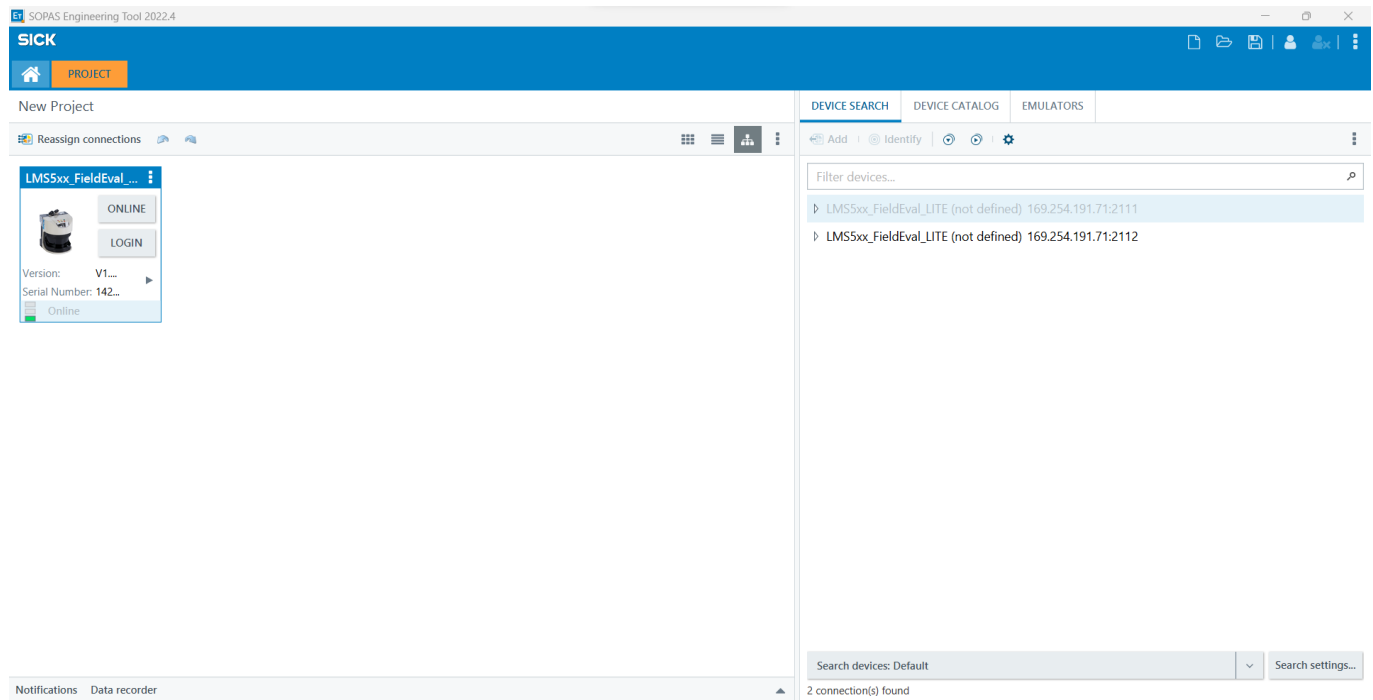 SOPAS Engineering Tool 2022.4
SICK
PROJECT
New Project
Reassign connections
LMS5xx_FieldEval_...
ONLINE
LOGIN
Version: V1....
Serial Number: 142...
Online
Notifications Data recorder
DEVICE SEARCH DEVICE CATALOG EMULATORS
Add Identify
Filter devices...
LMS5xx_FieldEval_LITE (not defined) 169.254.191.71:2111
LMS5xx_FieldEval_LITE (not defined) 169.254.191.71:2112
Search devices: Default
Search settings...
2 connection(s) found